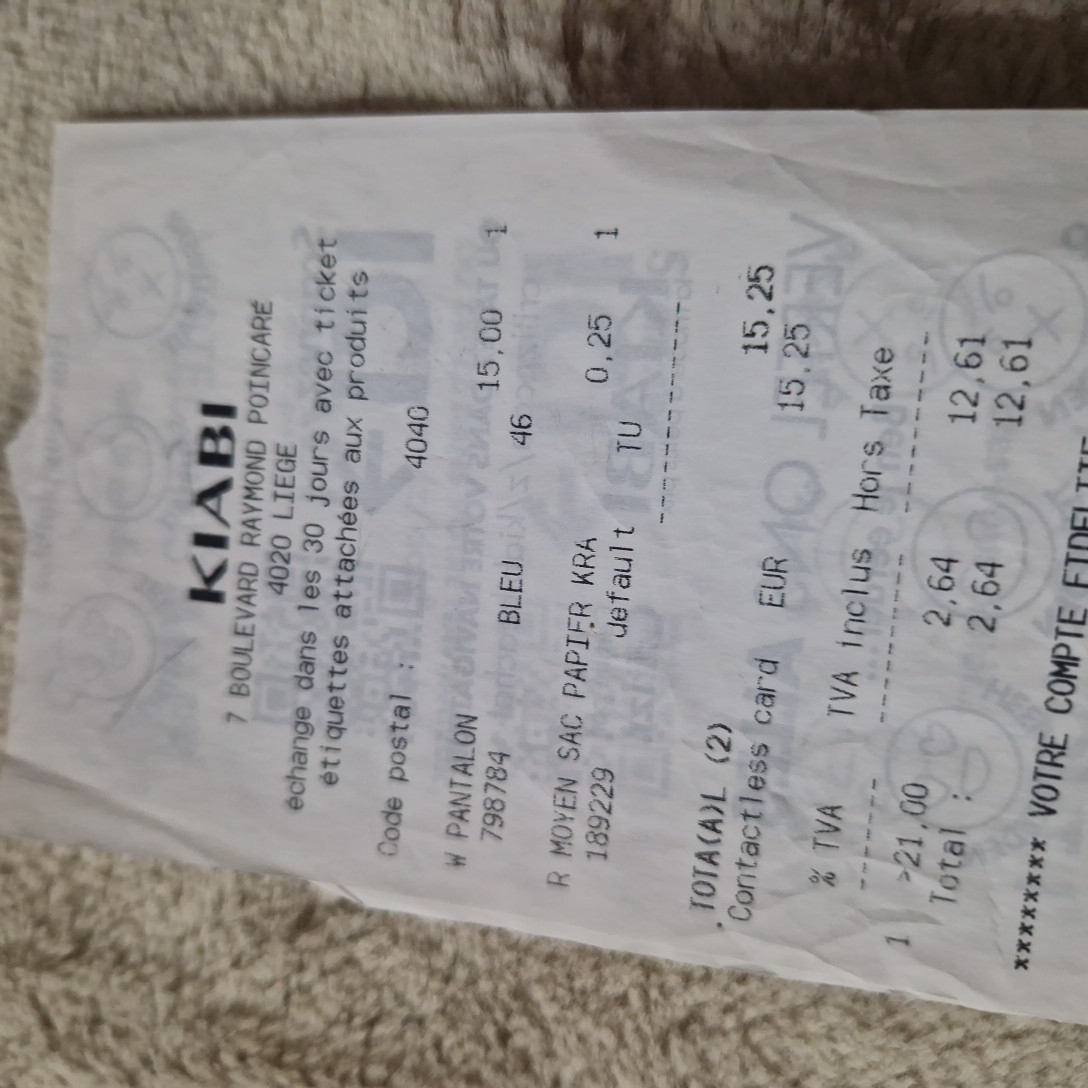 KIABI
7 BOULEVARD RAYMOND POINCARÉ
4020 LIEGE
échange dans les 30 jours avec ticket
étiquettes attachées aux produits
Code postal : 4040
W PANTALON 15,00 1
798784 BLEU 46
R MOYEN SAC PAPIER KRA 0,25 1
189229 default TU
--------------------
.TOTA(A)L (2) 15,25
Contactless card EUR 15,25
% TVA TVA inclus Hors Taxe
------ ------------ ------------
1 >21,00 2,64 12,61
Total : 2,64 12,61
******** VOTRE COMPTE FIDELITE